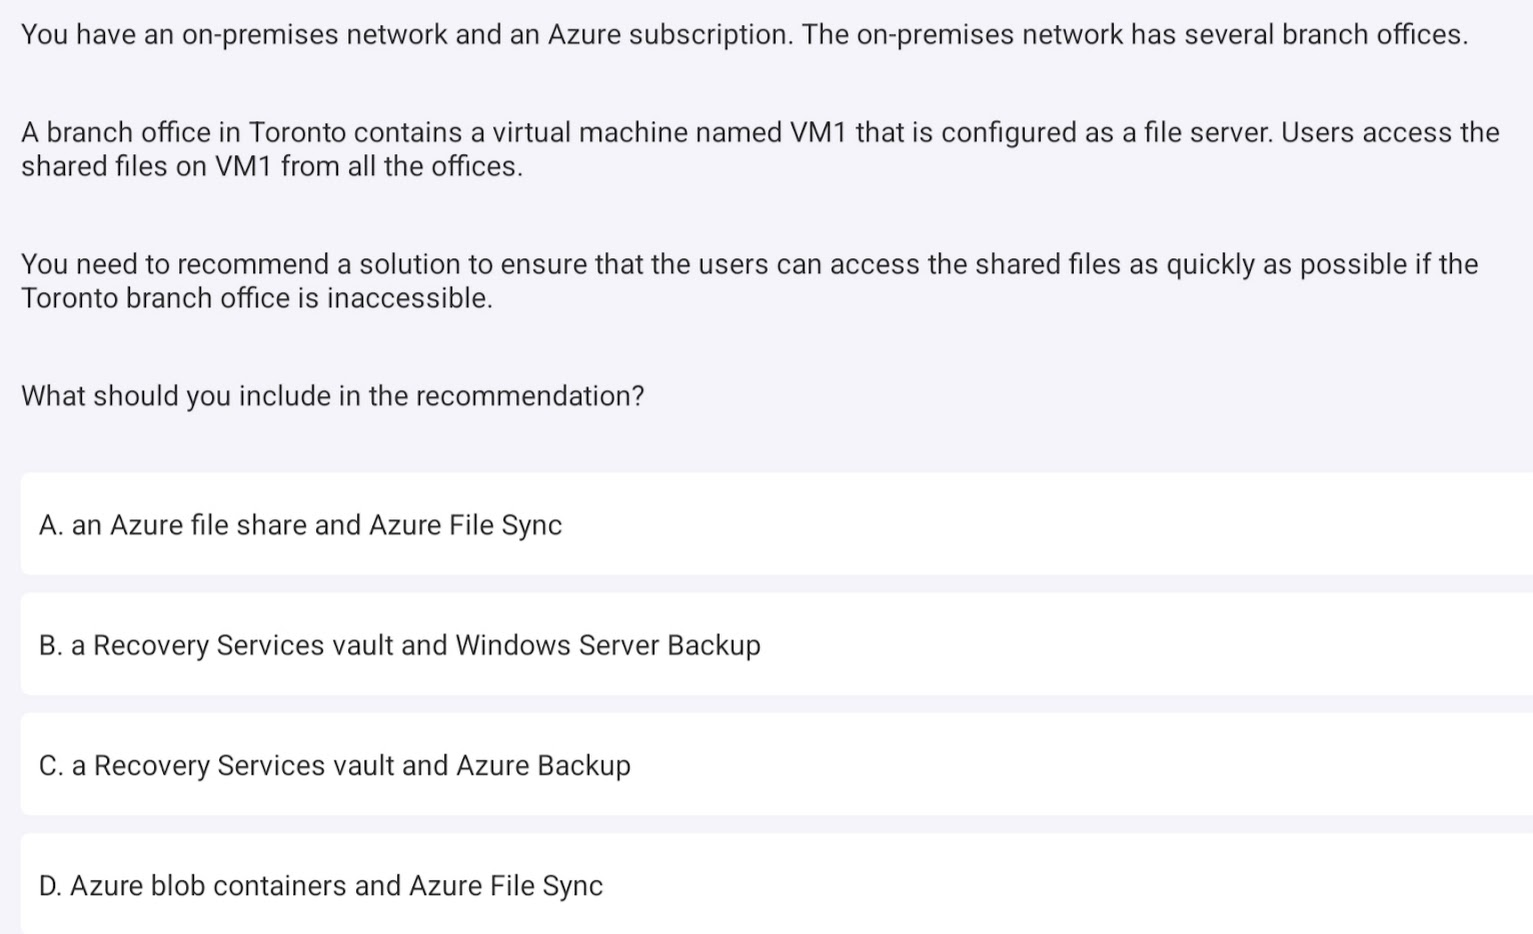 You have an on-premises network and an Azure subscription. The on-premises network has several branch offices.
A branch office in Toronto contains a virtual machine named VM1 that is configured as a file server. Users access the
shared files on VM1 from all the offices.
You need to recommend a solution to ensure that the users can access the shared files as quickly as possible if the
Toronto branch office is inaccessible.
What should you include in the recommendation?
A. an Azure file share and Azure File Sync
B. a Recovery Services vault and Windows Server Backup
C. a Recovery Services vault and Azure Backup
D. Azure blob containers and Azure File Sync